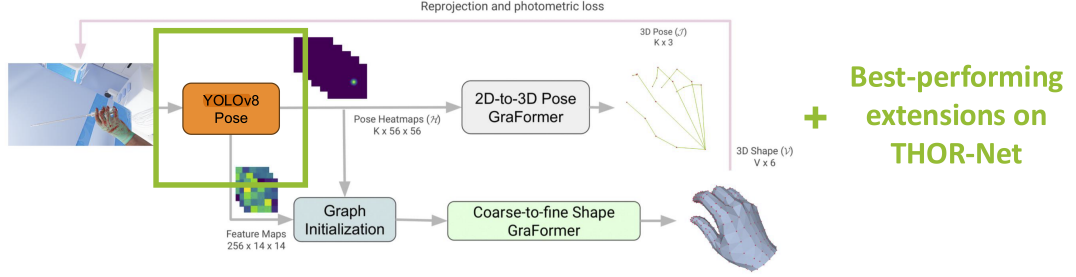 Reprojection and photometric loss
YOLOv8
Pose
Pose Heatmaps (ℋ)
K x 56 x 56
2D-to-3D Pose
GraFormer
3D Pose (𝒥)
K x 3
Feature Maps
256 x 14 x 14
Graph
Initialization
Coarse-to-fine Shape
GraFormer
3D Shape (𝒱)
V x 6
+
Best-performing
extensions on
THOR-Net